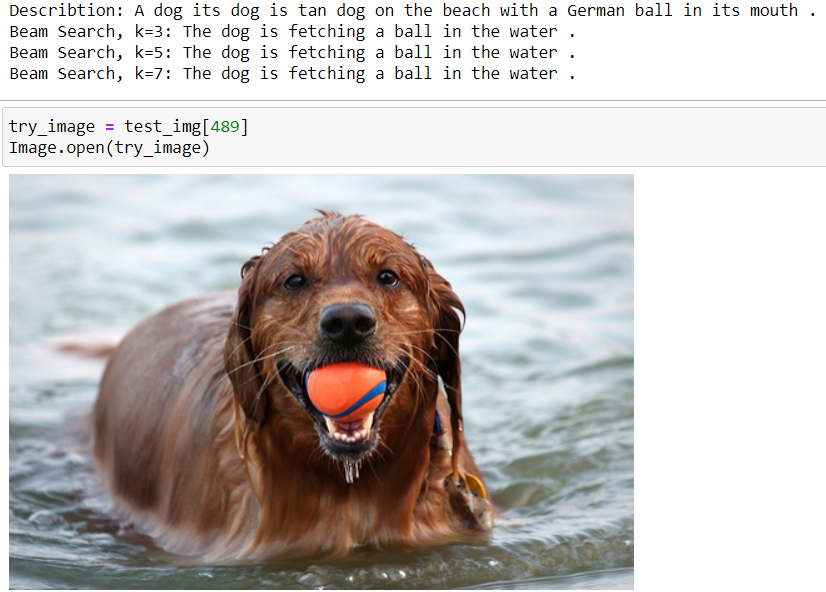 Describtion: A dog its dog is tan dog on the beach with a German ball in its mouth .
Beam Search, k=3: The dog is fetching a ball in the water .
Beam Search, k=5: The dog is fetching a ball in the water .
Beam Search, k=7: The dog is fetching a ball in the water .
try_image = test_img[489]
Image.open(try_image)